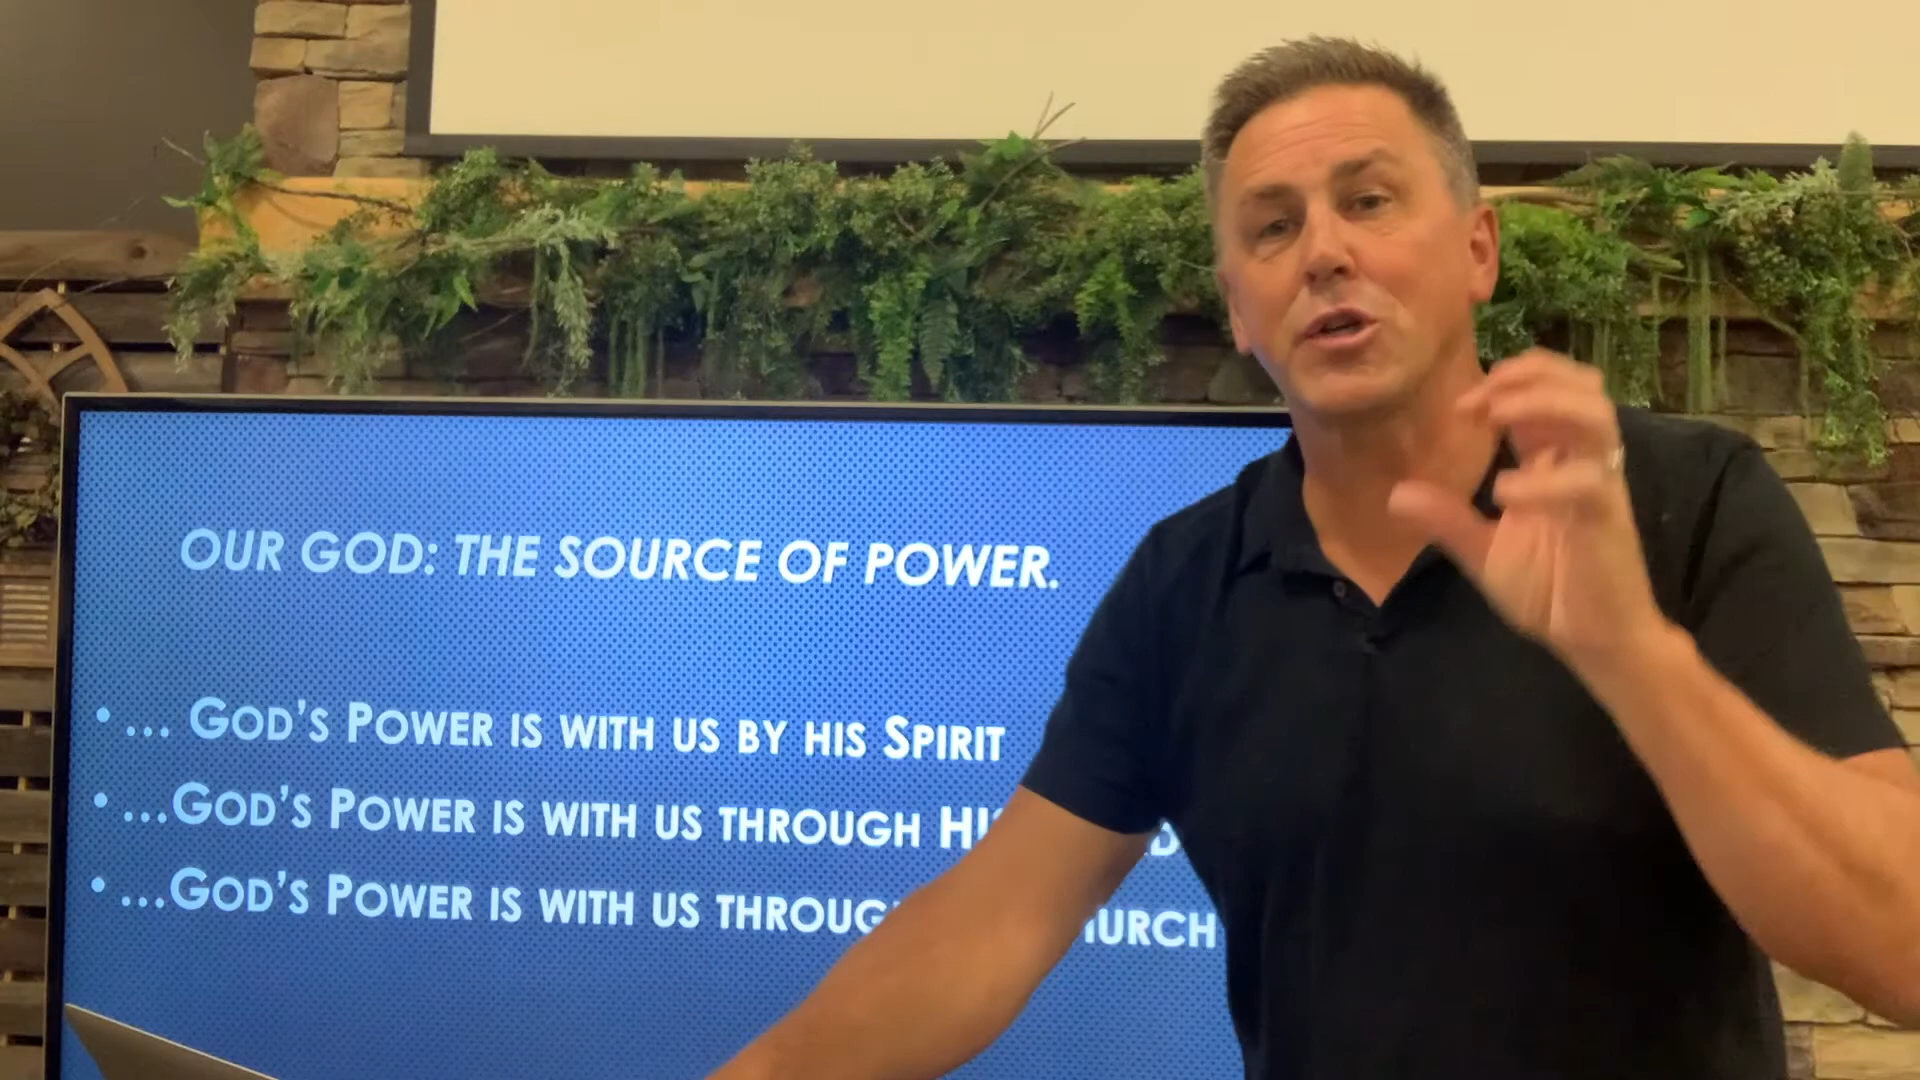 OUR GOD: THE SOURCE OF POWER.
• ... GOD'S POWER IS WITH US BY HIS SPIRIT
• ...GOD'S POWER IS WITH US THROUGH
• ...GOD'S POWER IS WITH US